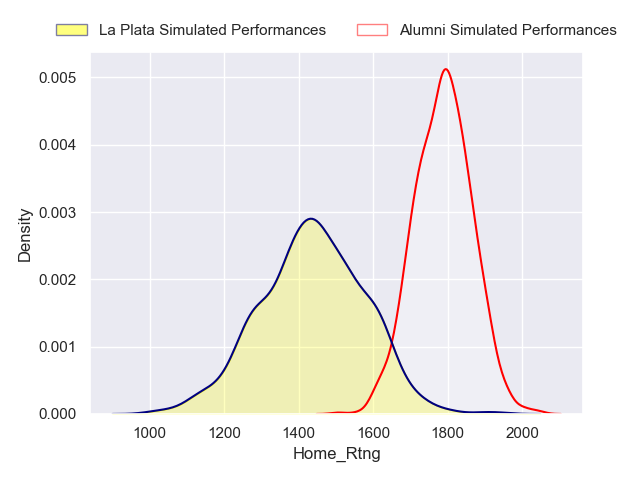 La Plata Simulated Performances Alumni Simulated Performances
0.005
0.004
0.003
0.002
0.001
0.000
Density
1000 1200 1400 1600 1800 2000
Home_Rtng